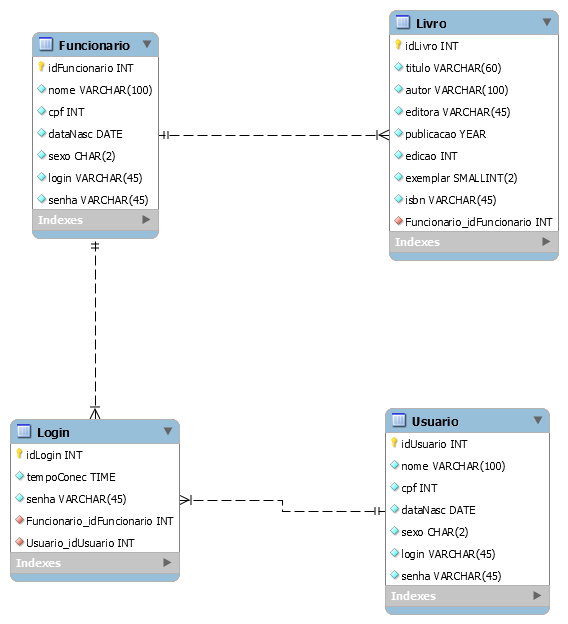 Funcionario
idFuncionario INT
nome VARCHAR(100)
cpf INT
dataNasc DATE
sexo CHAR(2)
login VARCHAR(45)
senha VARCHAR(45)
Indexes
Livro
idLivro INT
titulo VARCHAR(60)
autor VARCHAR(100)
editora VARCHAR(45)
publicacao YEAR
edicao INT
exemplar SMALLINT(2)
isbn VARCHAR(45)
Funcionario_idFuncionario INT
Indexes
Login
idLogin INT
tempoConec TIME
senha VARCHAR(45)
Funcionario_idFuncionario INT
Usuario_idUsuario INT
Indexes
Usuario
idUsuario INT
nome VARCHAR(100)
cpf INT
dataNasc DATE
sexo CHAR(2)
login VARCHAR(45)
senha VARCHAR(45)
Indexes